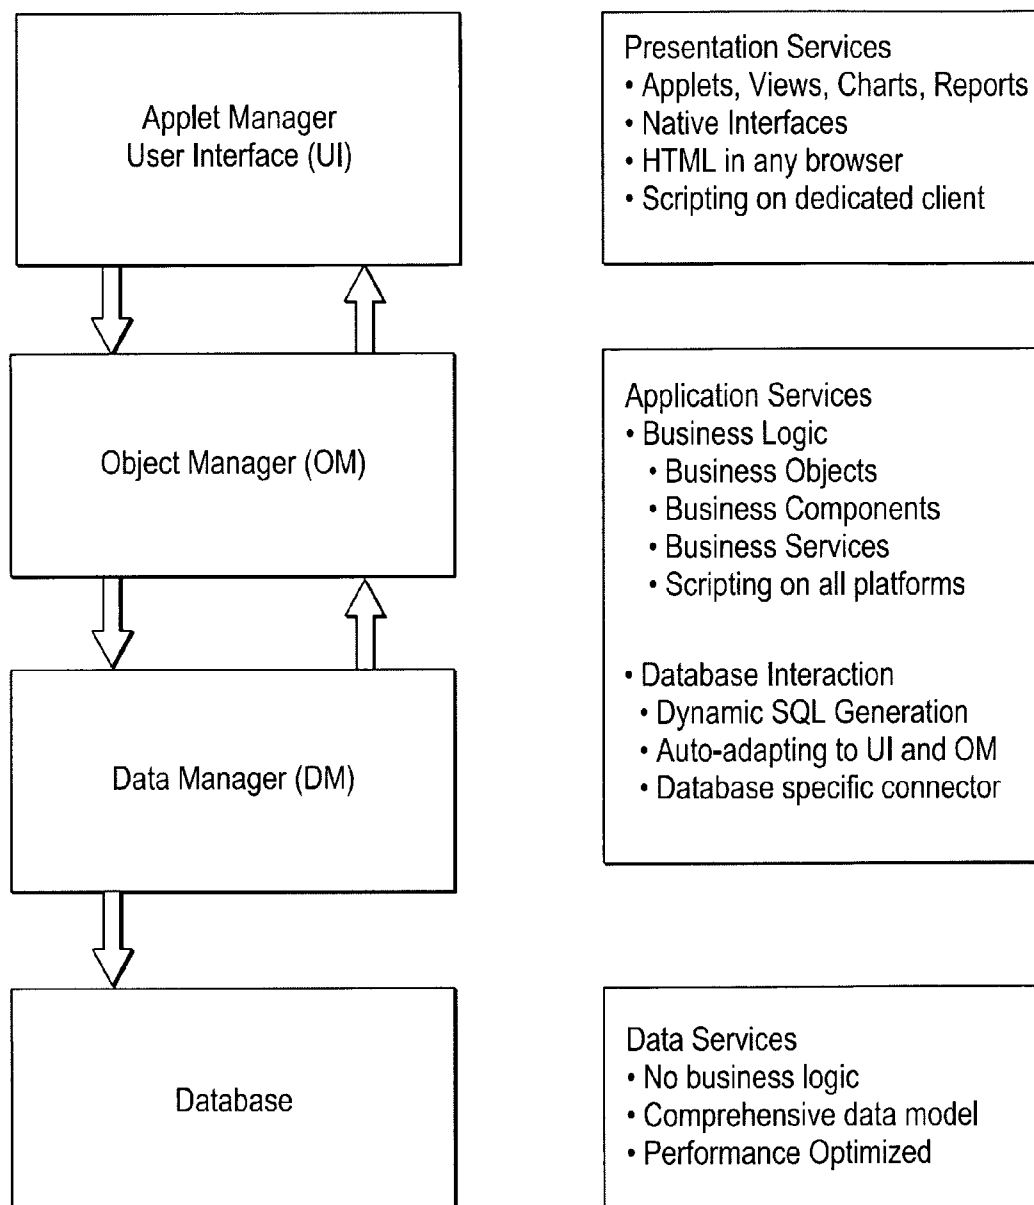 Applet Manager
User Interface (UI)
Presentation Services
• Applets, Views, Charts, Reports
• Native Interfaces
• HTML in any browser
• Scripting on dedicated client
Object Manager (OM)
Application Services
• Business Logic
• Business Objects
• Business Components
• Business Services
• Scripting on all platforms
• Database Interaction
• Dynamic SQL Generation
• Auto-adapting to UI and OM
• Database specific connector
Data Manager (DM)
Database
Data Services
• No business logic
• Comprehensive data model
• Performance Optimized